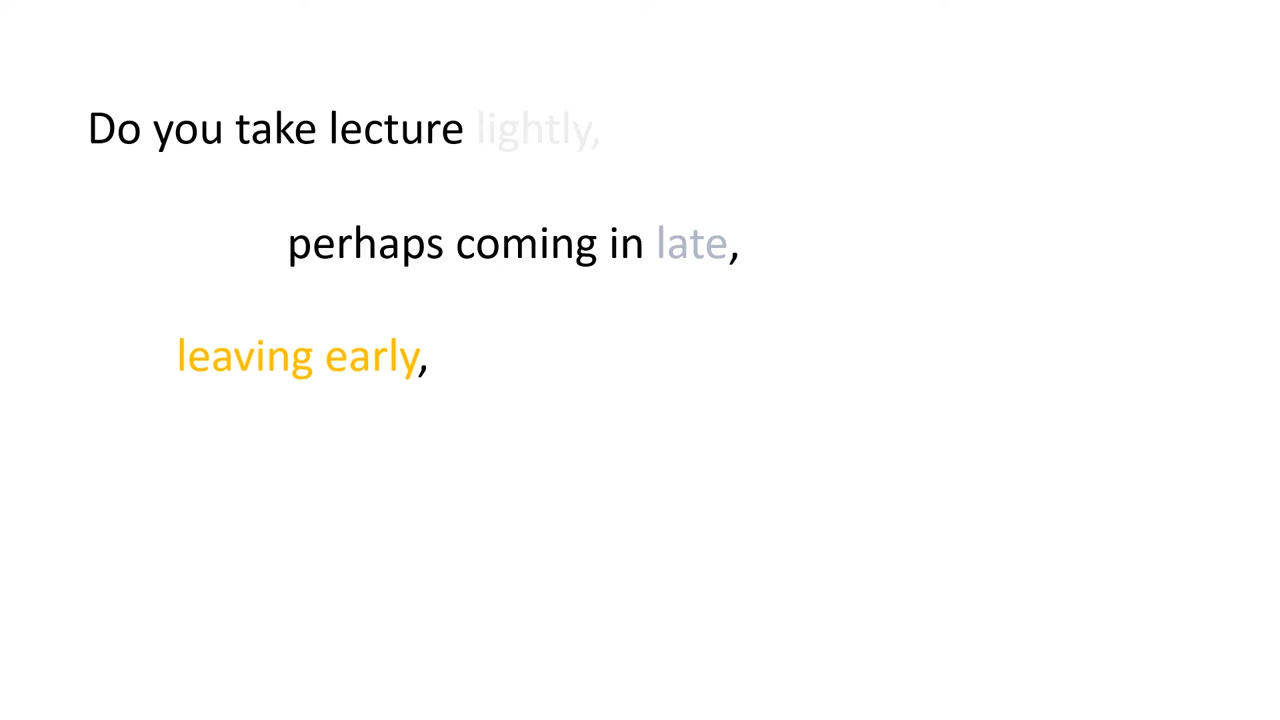 Do you take lecture lightly,
perhaps coming in late,
leaving early,